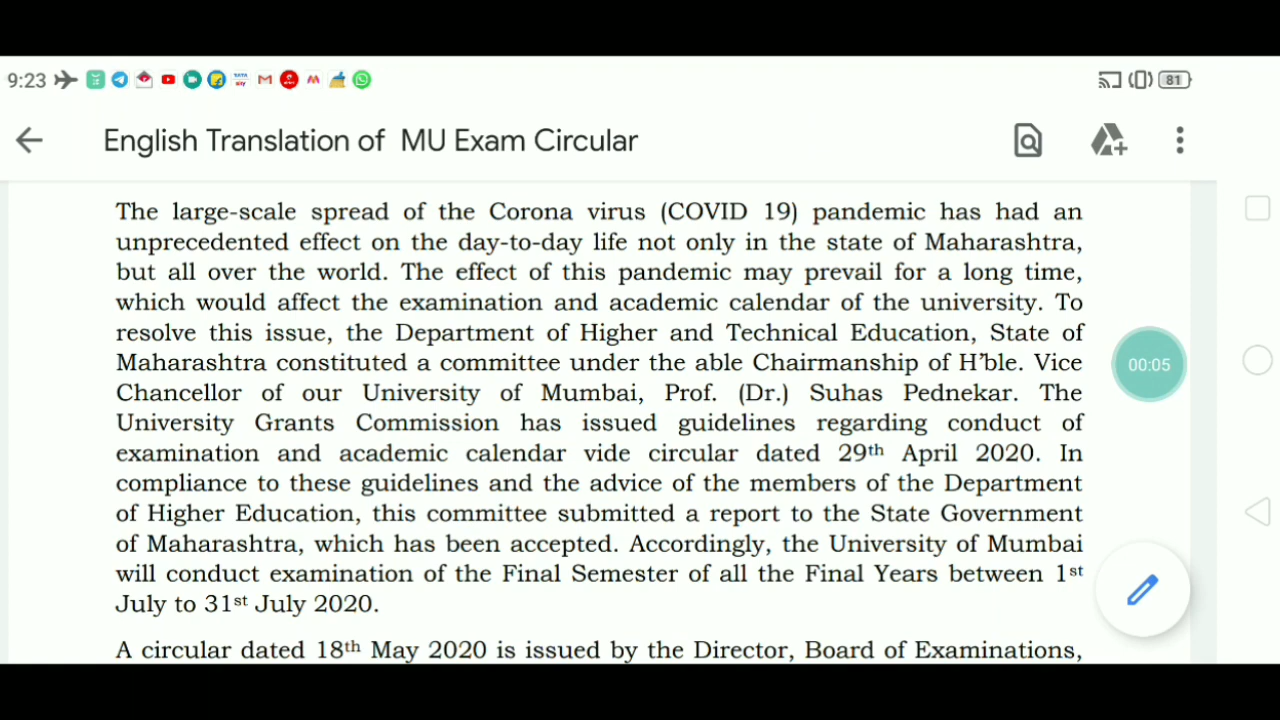 9:23
81
English Translation of MU Exam Circular
The large-scale spread of the Corona virus (COVID 19) pandemic has had an
unprecedented effect on the day-to-day life not only in the state of Maharashtra,
but all over the world. The effect of this pandemic may prevail for a long time,
which would affect the examination and academic calendar of the university. To
resolve this issue, the Department of Higher and Technical Education, State of
Maharashtra constituted a committee under the able Chairmanship of H'ble. Vice
Chancellor of our University of Mumbai, Prof. (Dr.) Suhas Pednekar. The
University Grants Commission has issued guidelines regarding conduct of
examination and academic calendar vide circular dated 29th April 2020. In
compliance to these guidelines and the advice of the members of the Department
of Higher Education, this committee submitted a report to the State Government
of Maharashtra, which has been accepted. Accordingly, the University of Mumbai
will conduct examination of the Final Semester of all the Final Years between 1st
July to 31st July 2020.
A circular dated 18th May 2020 is issued by the Director, Board of Examinations,
00:05